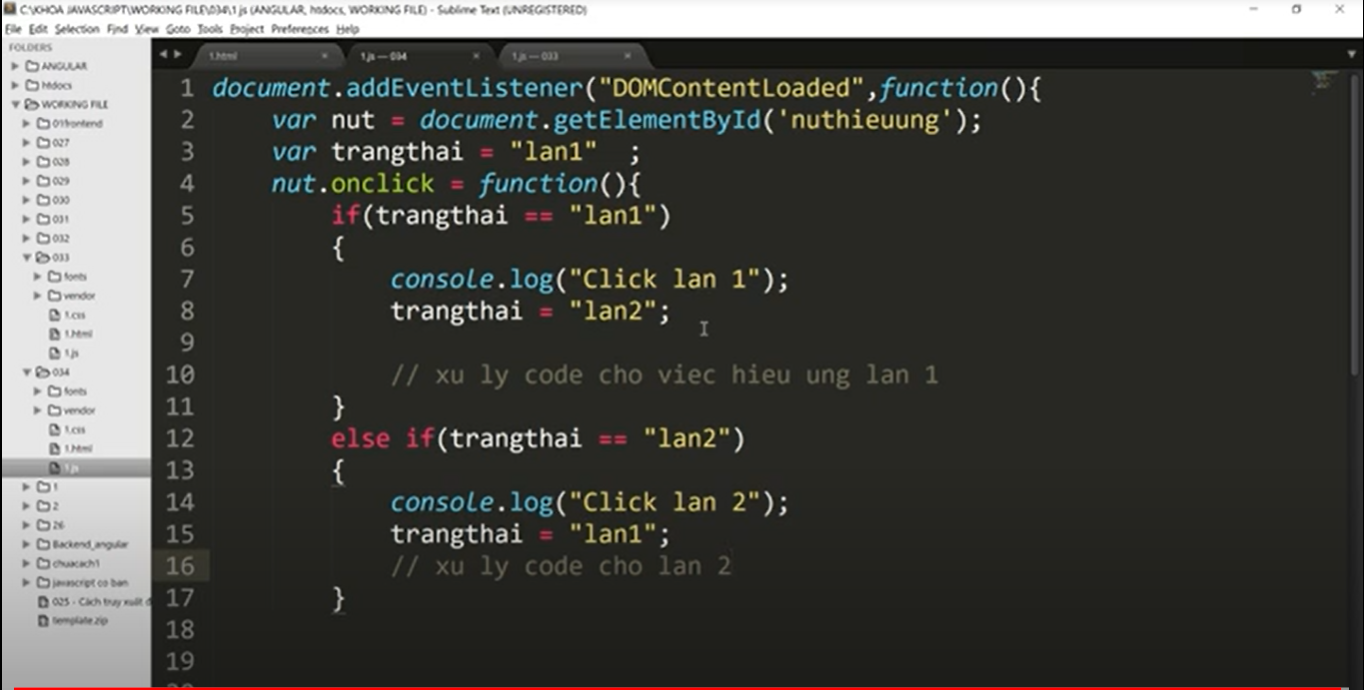 C:\KHOA JAVASCRIPT\WORKING FILE\034\1.js (ANGULAR, htdocs, WORKING FILE) - Sublime Text (UNREGISTERED)
File Edit Selection Find View Goto Tools Project Preferences Help
FOLDERS
ANGULAR
htdocs
WORKING FILE
01frontend
027
028
029
030
031
032
033
fonts
vendor
1.css
1.html
1.js
034
fonts
vendor
1.css
1.html
1.js
1
2
26
Backend_angular
chuacach1
javascript co ban
025 - Cách truy xuất d
template.zip
1.html
1.js — 034
1.js — 033
1 document.addEventListener("DOMContentLoaded",function(){
2 var nut = document.getElementById('nuthieuung');
3 var trangthai = "lan1" ;
4 nut.onclick = function(){
5 if(trangthai == "lan1")
6 {
7 console.log("Click lan 1");
8 trangthai = "lan2";
9
10 // xu ly code cho viec hieu ung lan 1
11 }
12 else if(trangthai == "lan2")
13 {
14 console.log("Click lan 2");
15 trangthai = "lan1";
16 // xu ly code cho lan 2
17 }
18
19